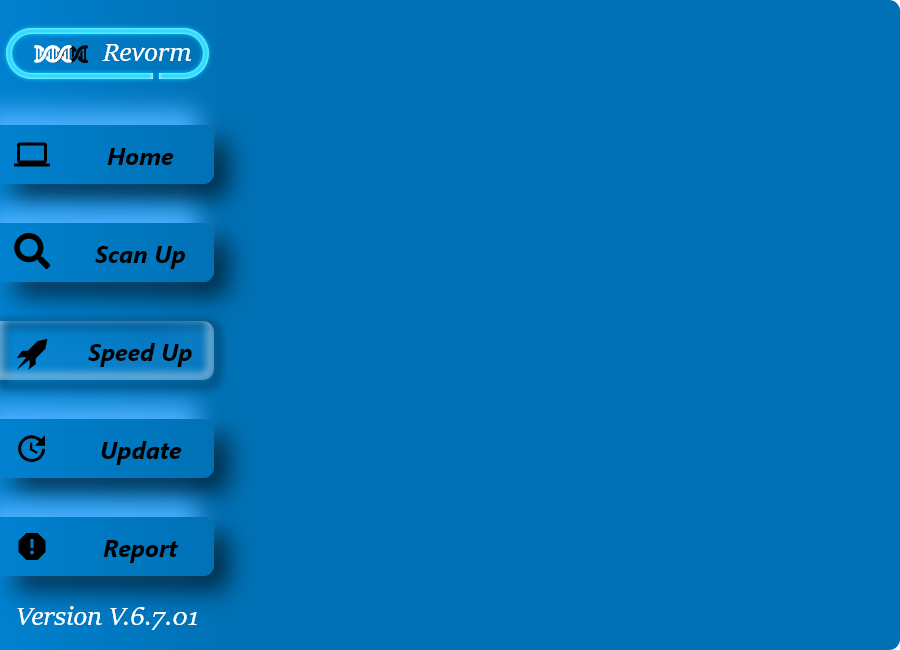 Revorm
Home
Scan Up
Speed Up
Update
Report
Version V.6.7.01